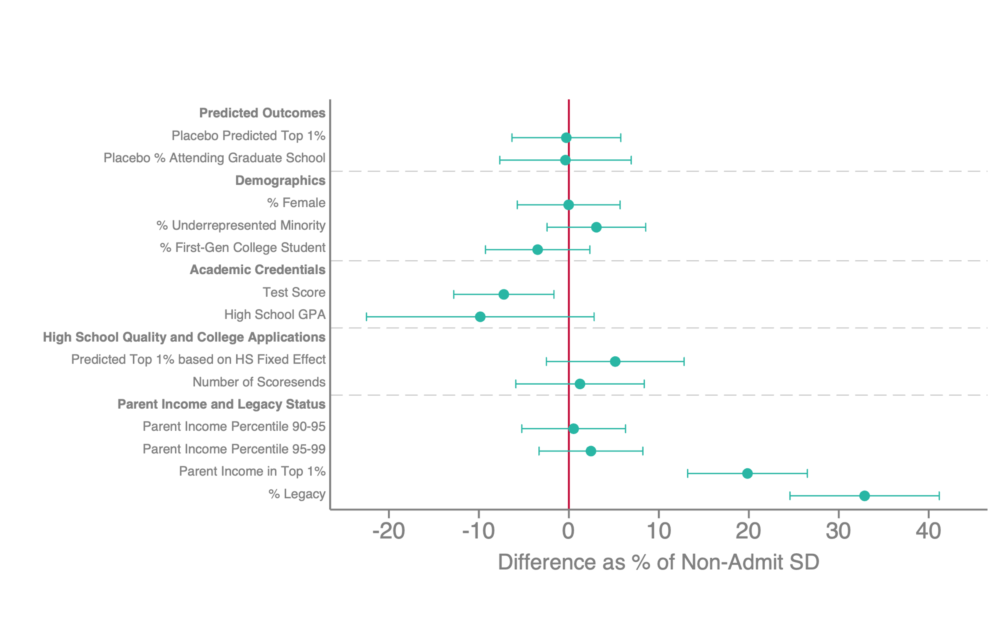 Predicted Outcomes
Placebo Predicted Top 1%
Placebo % Attending Graduate School
Demographics
% Female
% Underrepresented Minority
% First-Gen College Student
Academic Credentials
Test Score
High School GPA
High School Quality and College Applications
Predicted Top 1% based on HS Fixed Effect
Number of Scoresends
Parent Income and Legacy Status
Parent Income Percentile 90-95
Parent Income Percentile 95-99
Parent Income in Top 1%
% Legacy
-20 -10 0 10 20 30 40
Difference as % of Non-Admit SD